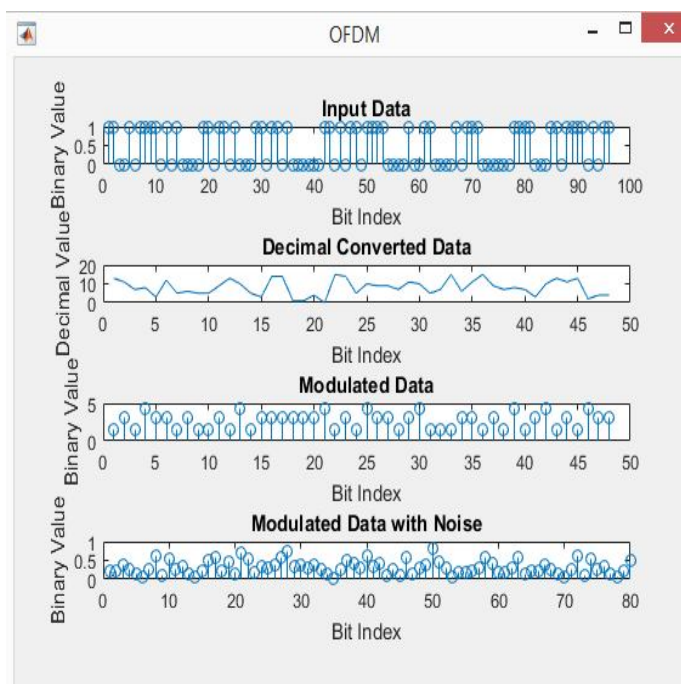 OFDM
Input Data
Binary Value
1
0.5
0
0 10 20 30 40 50 60 70 80 90 100
Bit Index
Decimal Converted Data
Decimal Value
20
10
0
0 5 10 15 20 25 30 35 40 45 50
Bit Index
Modulated Data
Binary Value
5
0
0 5 10 15 20 25 30 35 40 45 50
Bit Index
Modulated Data with Noise
Binary Value
1
0.5
0
0 10 20 30 40 50 60 70 80
Bit Index